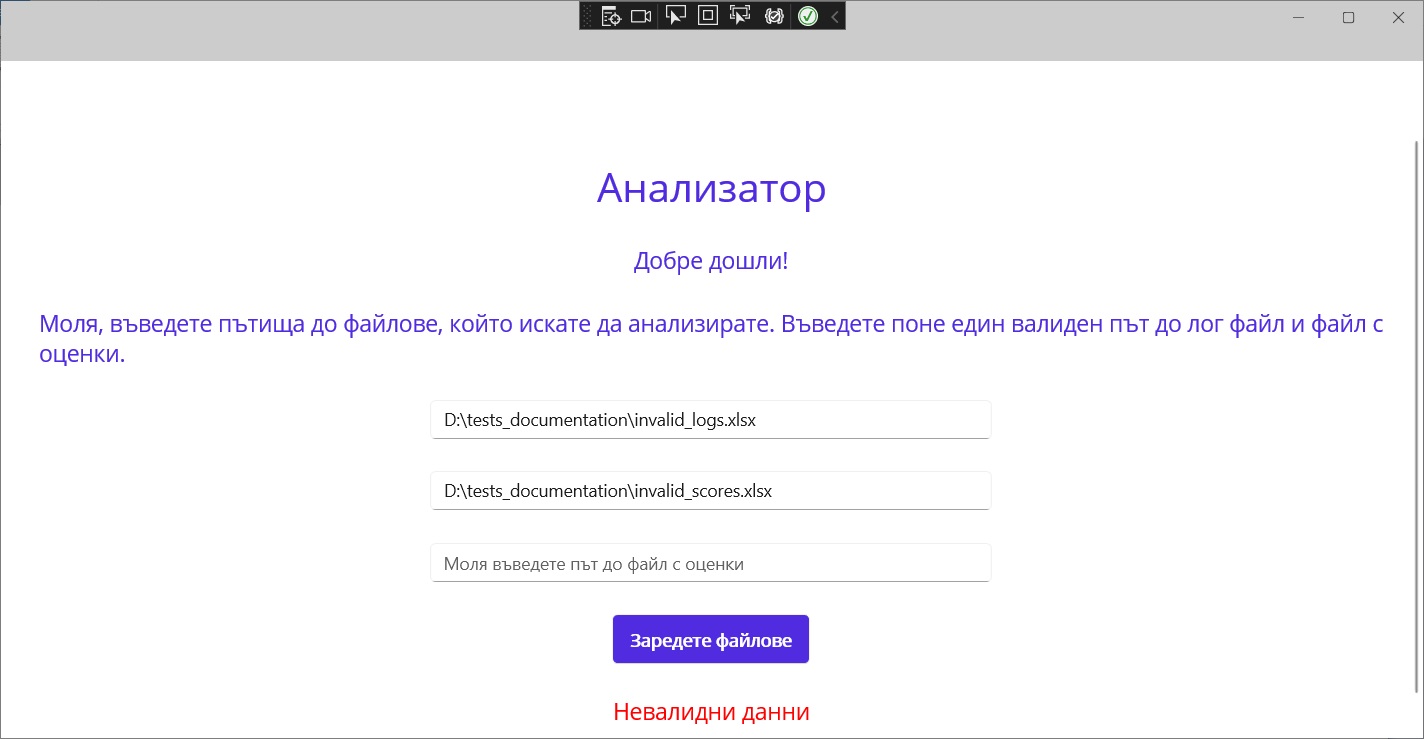 Анализатор
Добре дошли!
Моля, въведете пътища до файлове, който искате да анализирате. Въведете поне един валиден път до лог файл и файл с
оценки.
D:\tests_documentation\invalid_logs.xlsx
D:\tests_documentation\invalid_scores.xlsx
Моля въведете път до файл с оценки
Заредете файлове
Невалидни данни